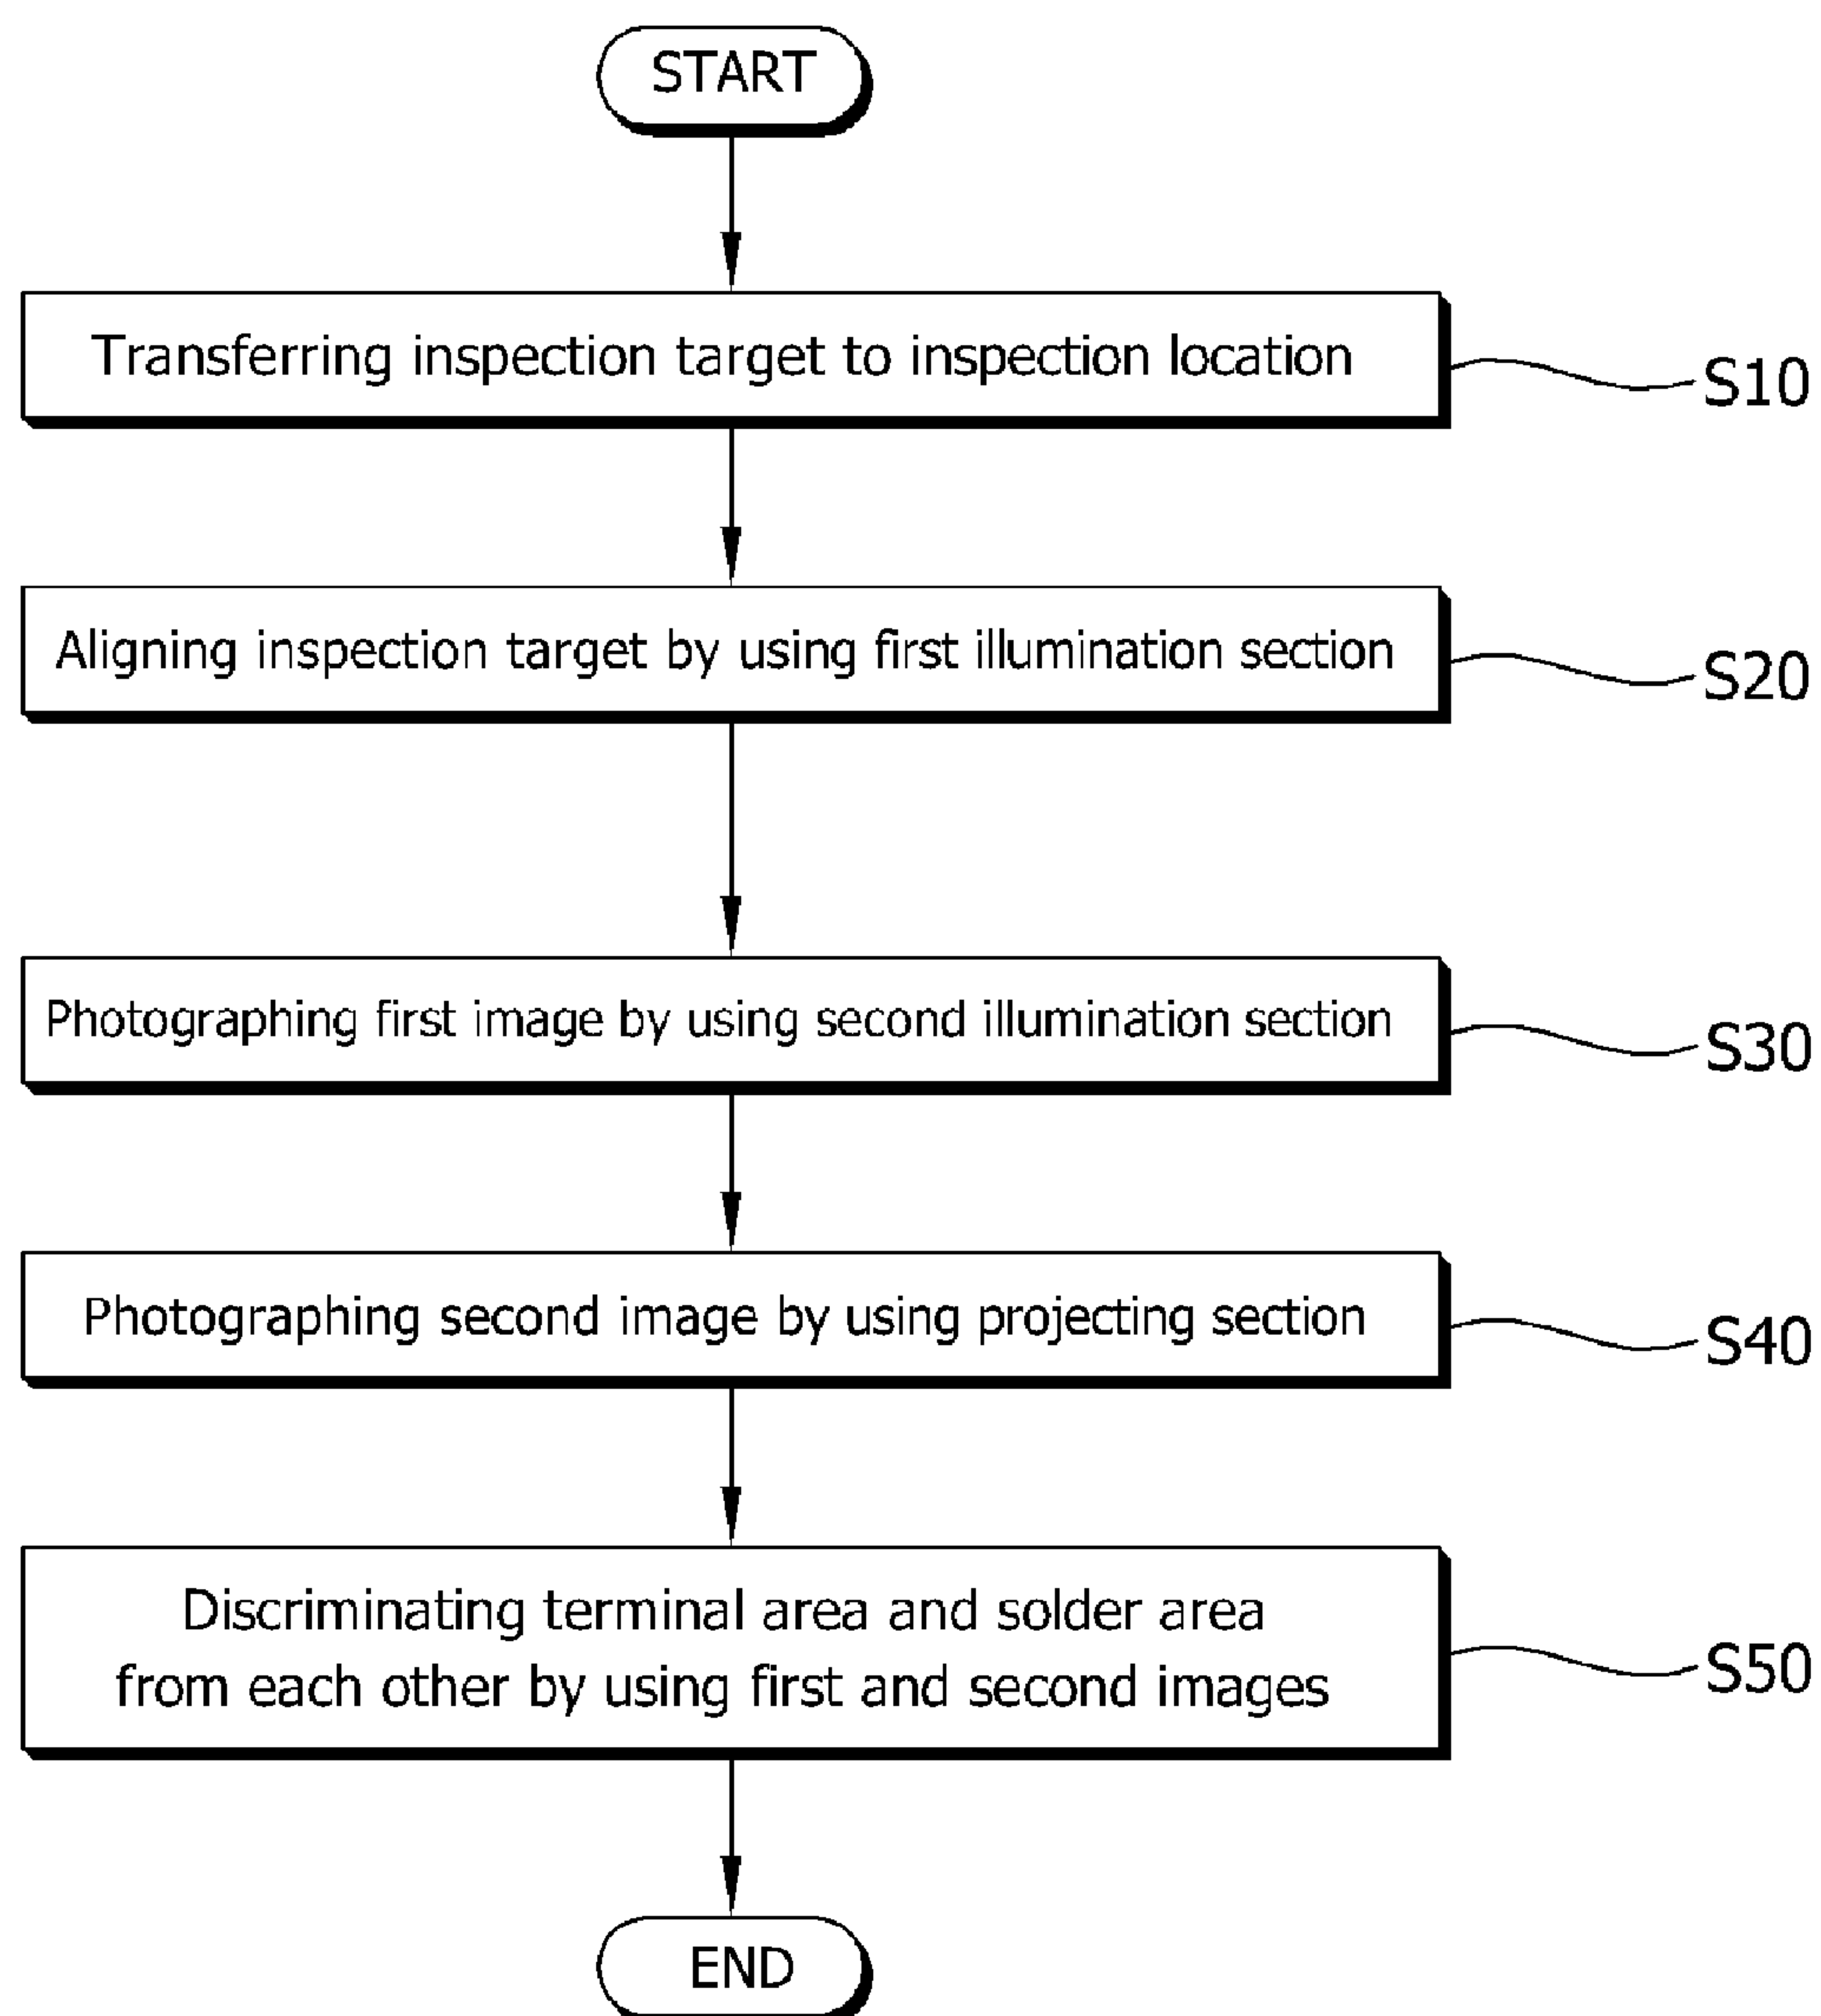 START
Transferring inspection target to inspection location
S10
Aligning inspection target by using first illumination section
S20
Photographing first image by using second illumination section
S30
Photographing second image by using projecting section
S40
Discriminating terminal area and solder area
from each other by using first and second images
S50
END